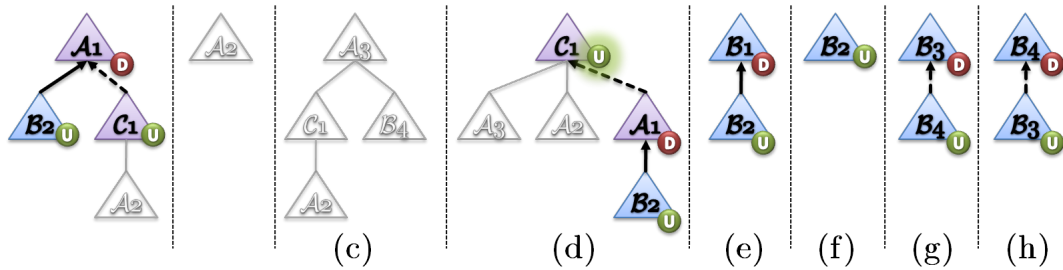 A1 D
B2 U
C1 U
A2
A2
A3
C1
B4
A2
(c)
C1 U
A3
A2
A1 D
B2 U
(d)
B1 D
B2 U
(e)
B2 U
(f)
B3 D
B4 U
(g)
B4 D
B3 U
(h)